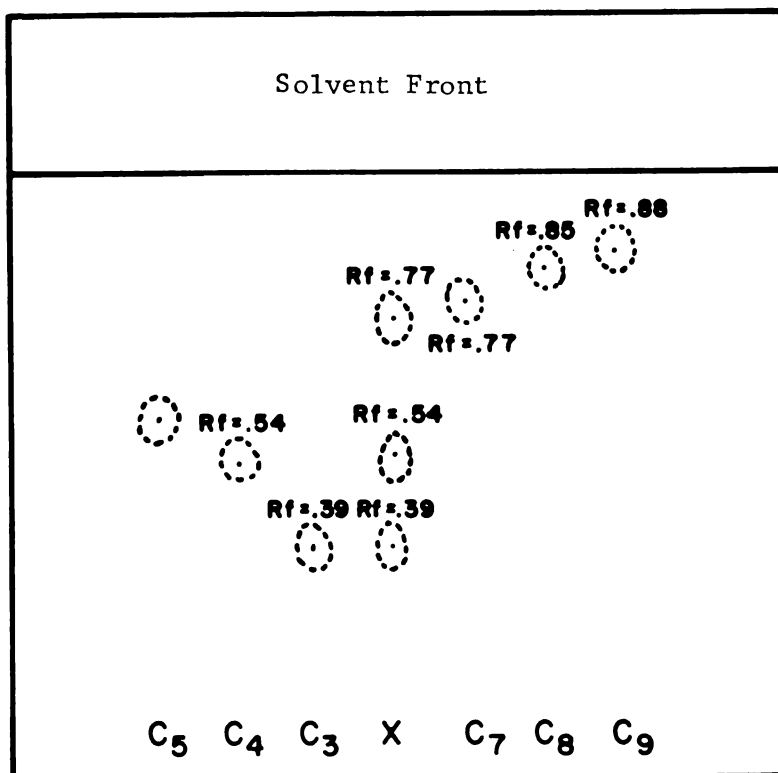 Solvent Front
Rf=.88
Rf=.85
Rf=.77
Rf=.77
Rf=.54
Rf=.54
Rf=.39 Rf=.39
C5 C4 C3 X C7 C8 C9